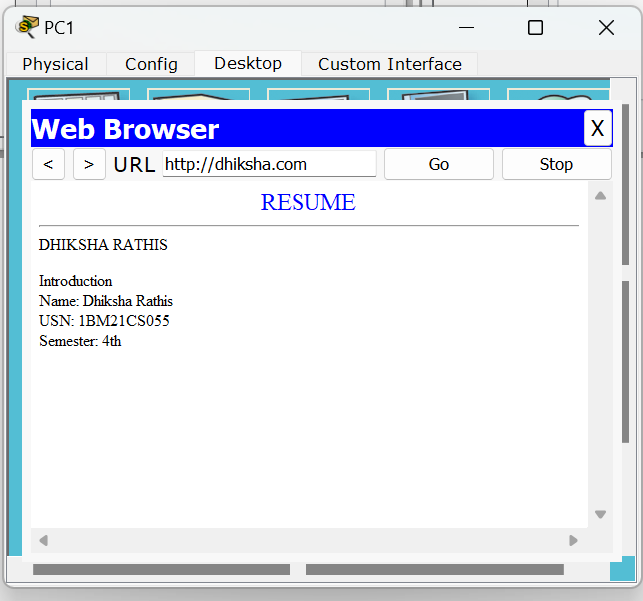 PC1
Physical Config Desktop Custom Interface
Web Browser X
< > URL http://dhiksha.com Go Stop
RESUME
DHIKSHA RATHIS
Introduction
Name: Dhiksha Rathis
USN: 1BM21CS055
Semester: 4th